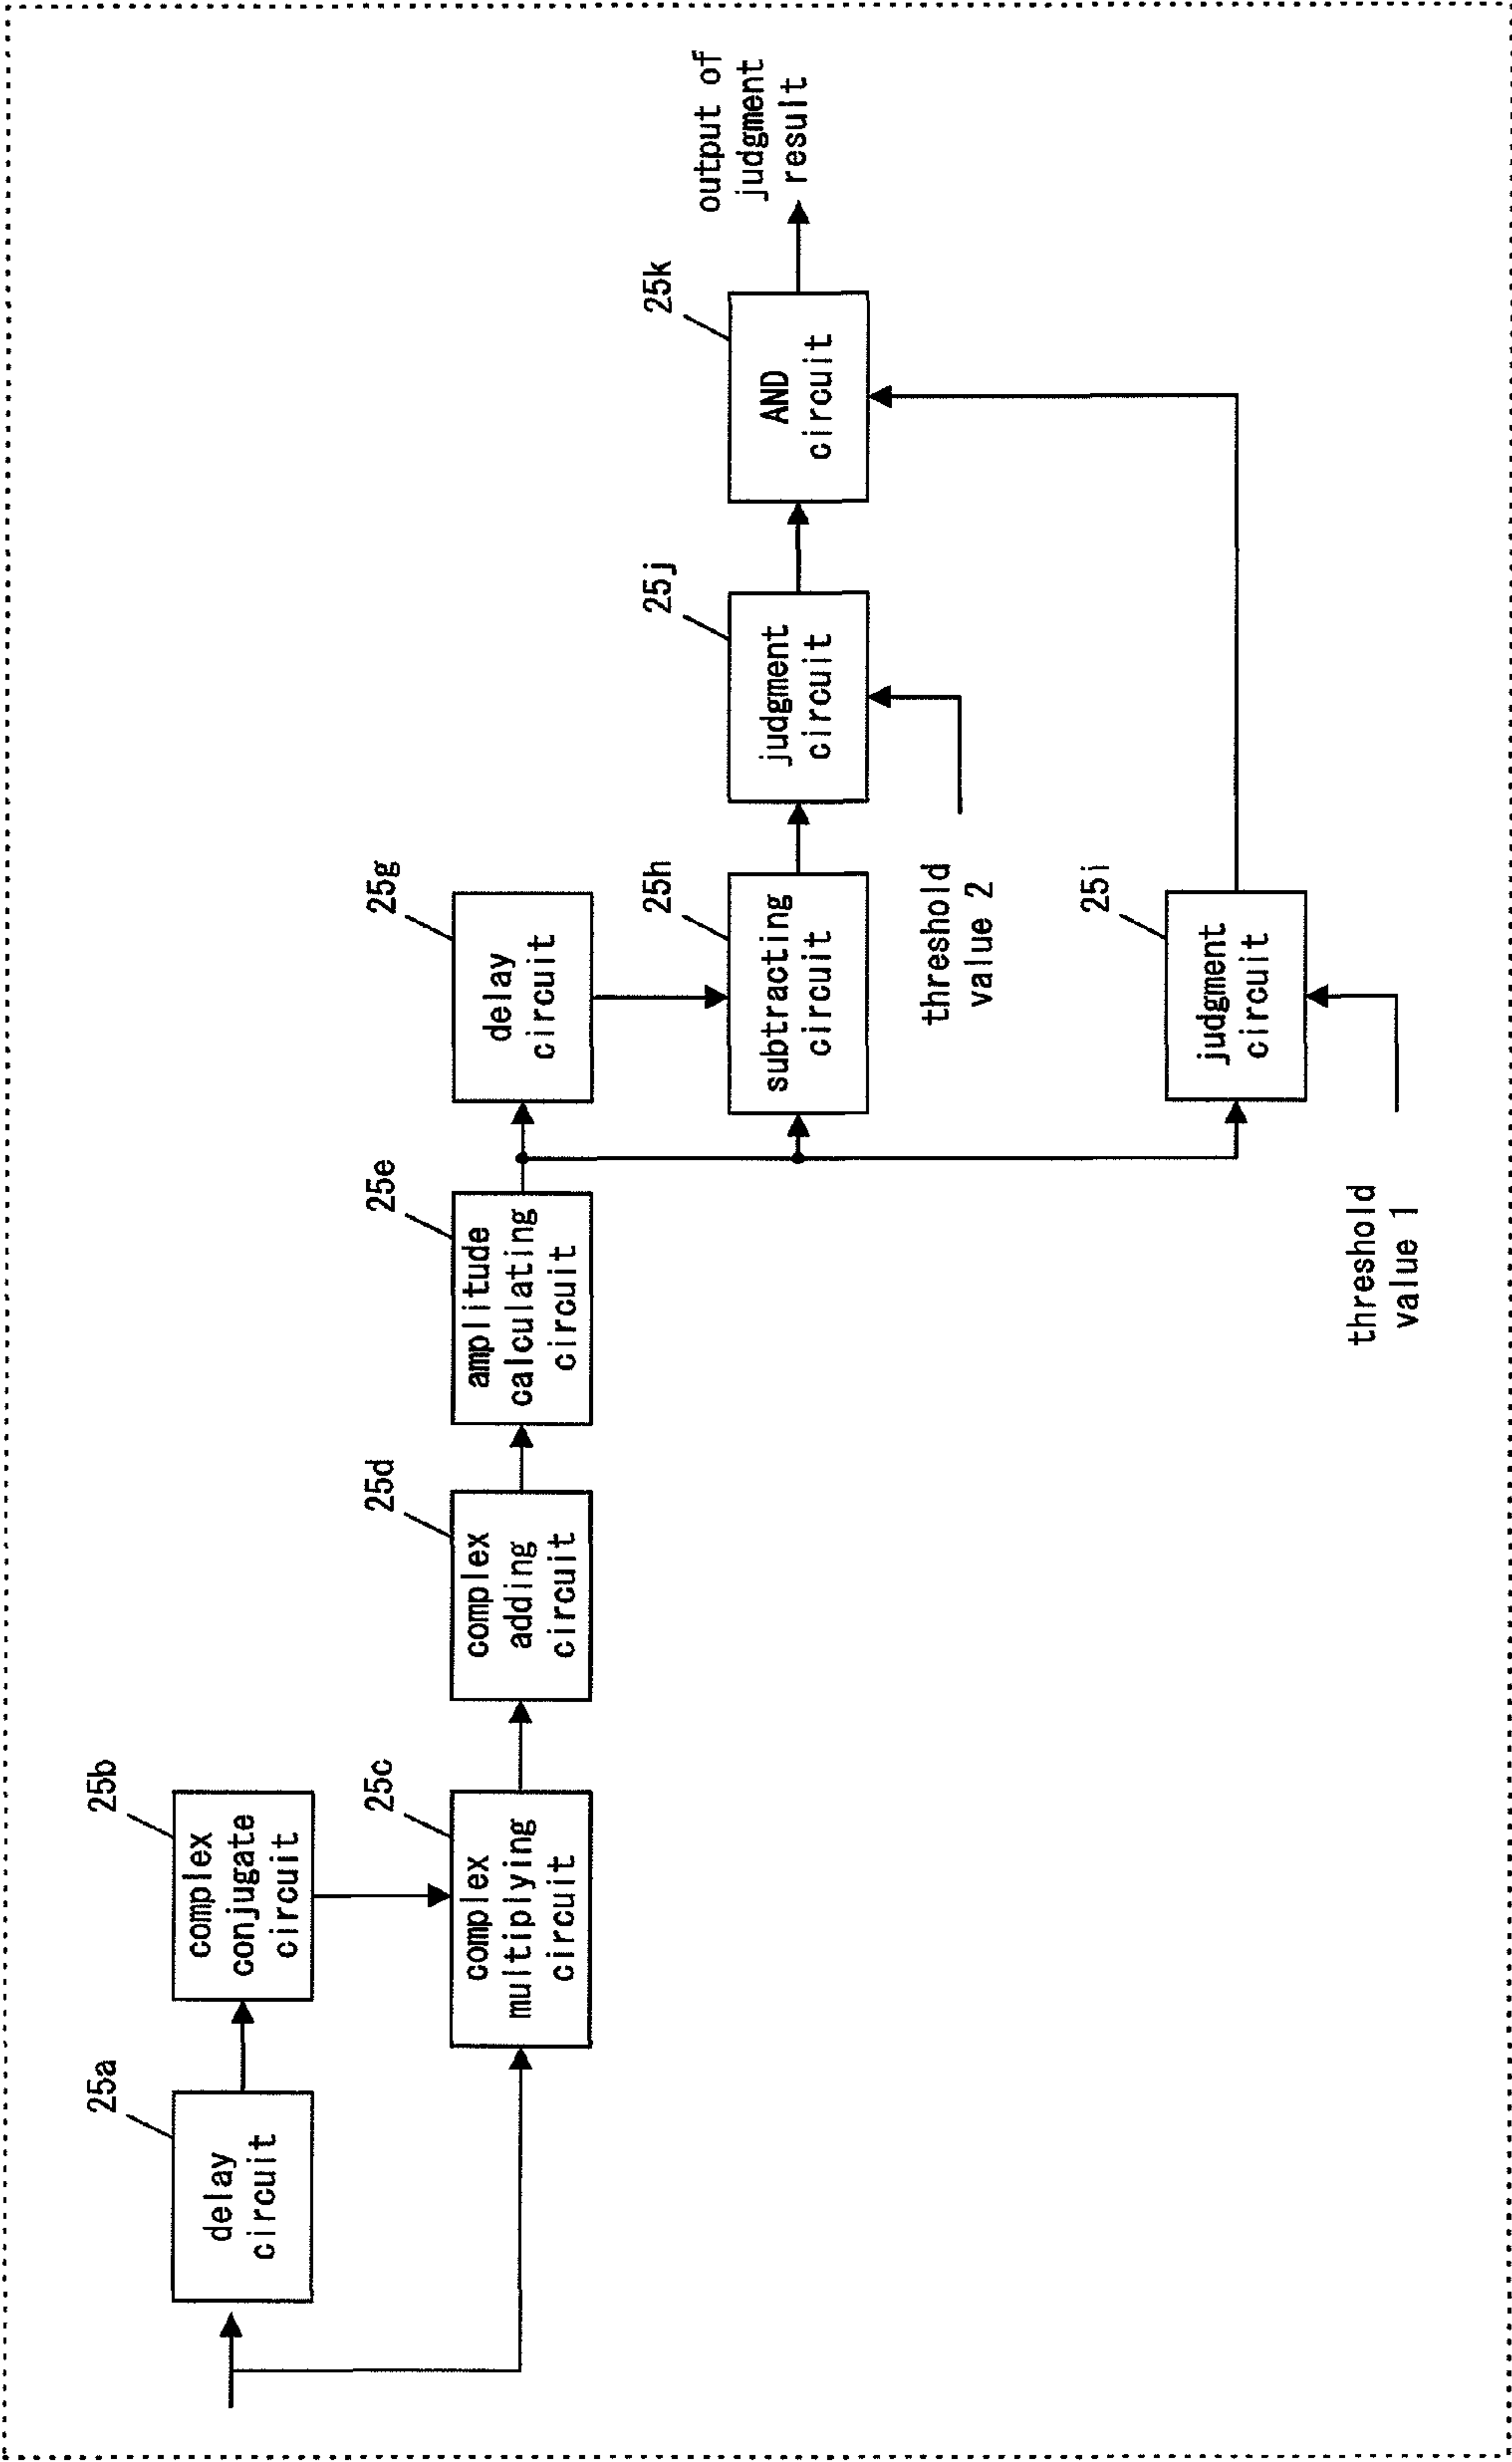 25a
delay
circuit
25b
complex
conjugate
circuit
25c
complex
multiplying
circuit
25d
complex
adding
circuit
25e
amplitude
calculating
circuit
25g
delay
circuit
25h
subtracting
circuit
25i
judgment
circuit
threshold
value 1
25j
judgment
circuit
threshold
value 2
25k
AND
circuit
output of
judgment
result